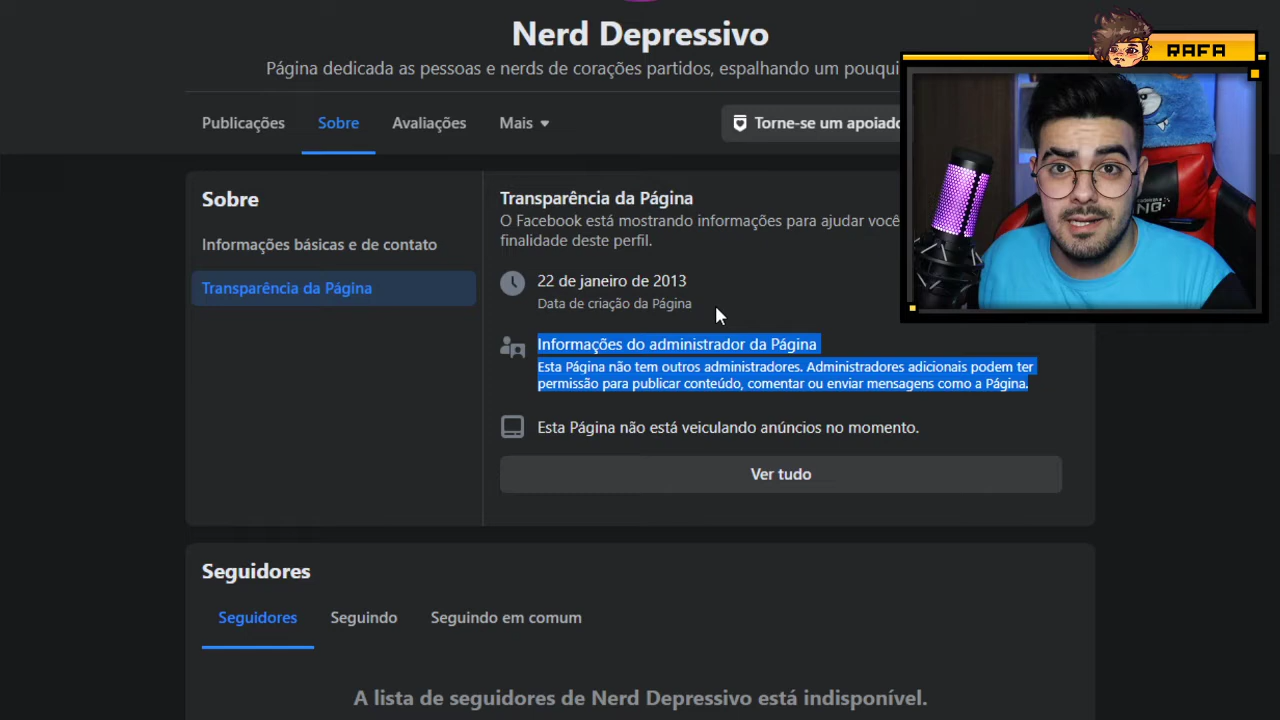 Nerd Depressivo
Página dedicada as pessoas e nerds de corações partidos, espalhando um
RAFA
Publicações
Sobre
Avaliações
Mais
Torne-se um
Sobre
Informações básicas e de contato
Transparência da Página
Transparência da Página
O Facebook está mostrando informações para ajudar você
finalidade deste perfil.
22 de janeiro de 2013
Data de criação da Página
Informações do administrador da Página
Esta Página não tem outros administradores. Administradores adicionais podem ter
permissão para publicar conteúdo, comentar ou enviar mensagens como a Página.
Esta Página não está veiculando anúncios no momento.
Ver tudo
Seguidores
Seguidores
Seguindo
Seguindo em comum
A lista de seguidores de Nerd Depressivo está indisponível.